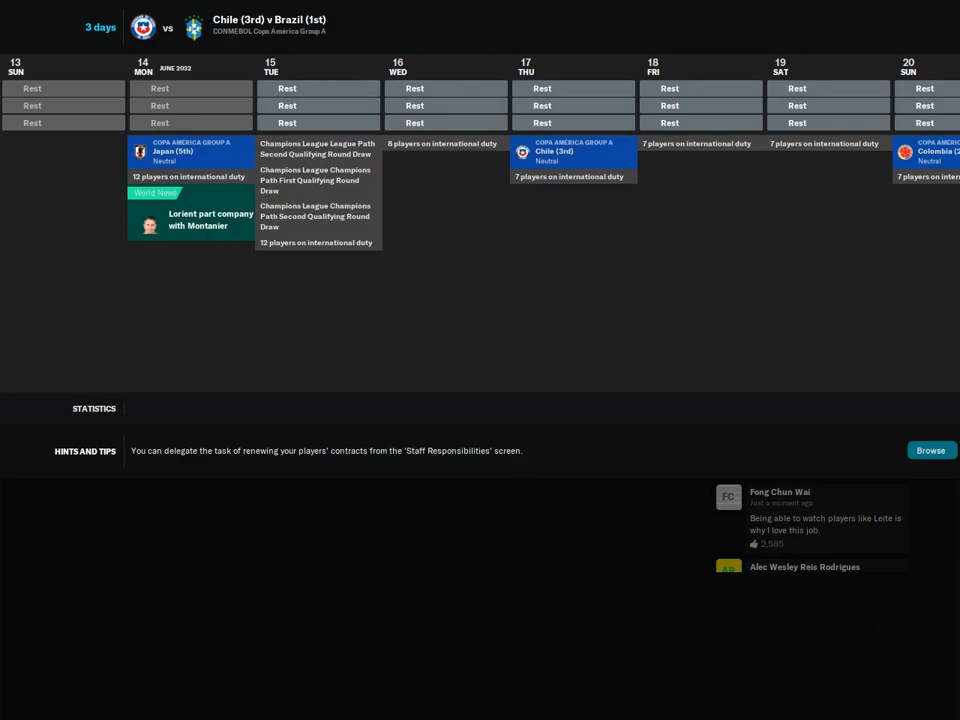 3 days
vs
Chile (3rd) v Brazil (1st)
CONMEBOL Copa América Group A
13
SUN
14
MON JUNE 2032
15
TUE
16
WED
17
THU
18
FRI
19
SAT
20
SUN
Rest Rest Rest Rest Rest Rest Rest Rest
Rest Rest Rest Rest Rest Rest Rest Rest
Rest Rest Rest Rest Rest Rest Rest Rest
COPA AMÉRICA GROUP A
Japan (5th)
Neutral
12 players on international duty
World News
Lorient part company
with Montanier
Champions League League Path
Second Qualifying Round Draw
Champions League Champions
Path First Qualifying Round
Draw
Champions League Champions
Path Second Qualifying Round
Draw
12 players on international duty
8 players on international duty
COPA AMÉRICA GROUP A
Chile (3rd)
Neutral
7 players on international duty
7 players on international duty
7 players on international duty
COPA AMÉRIC
Colombia (2
Neutral
7 players on intern
STATISTICS
HINTS AND TIPS
You can delegate the task of renewing your players' contracts from the 'Staff Responsibilities' screen.
Browse
FC
Fong Chun Wai
Just a moment ago
Being able to watch players like Leite is
why I love this job.
2,585
AR
Alec Wesley Reis Rodrigues